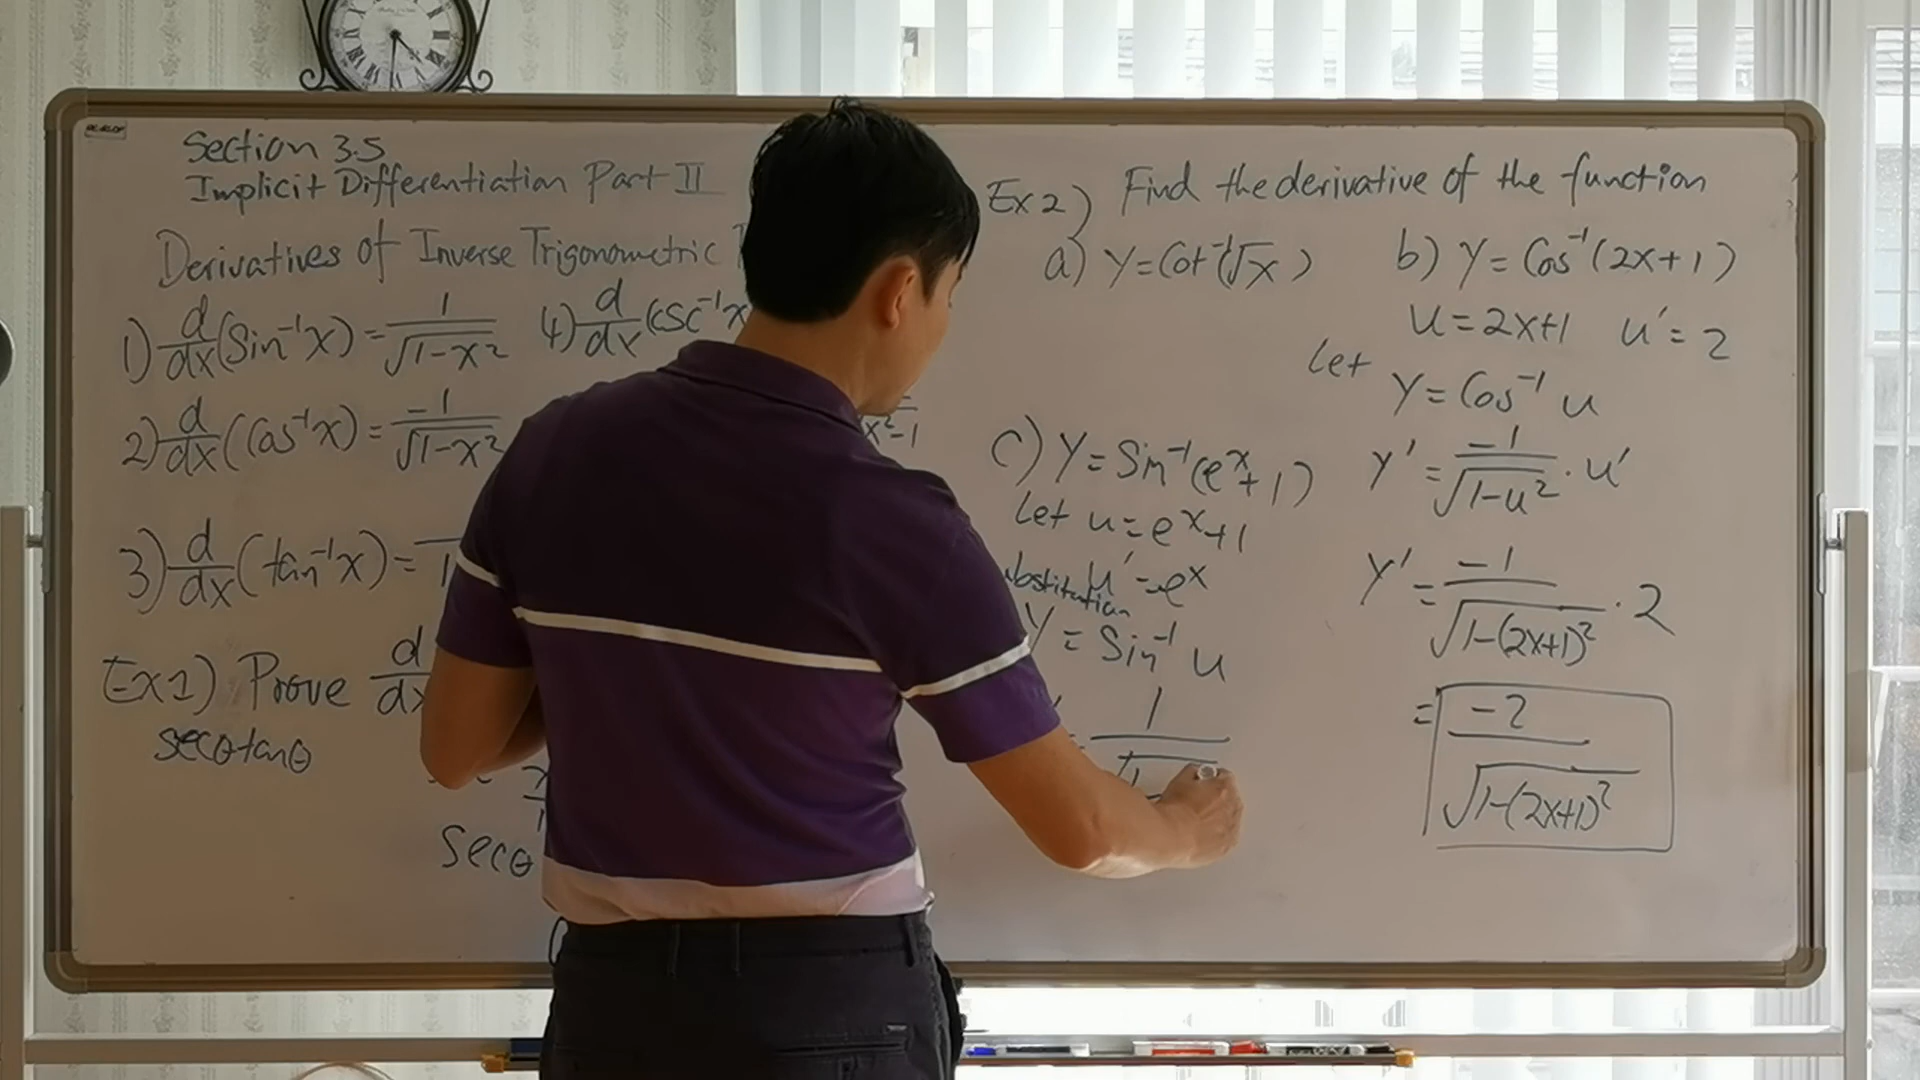 Section 3.5
Implicit Differentiation Part II
Derivatives of Inverse Trigonometric
1) d/dx (Sin⁻¹x) = 1/√(1-x²)
4) d/dx (csc⁻¹x
x²-1
2) d/dx (Cos⁻¹x) = -1/√(1-x²)
3) d/dx (tan⁻¹x) =
Ex1) Prove d/dx
secθtanθ
secθ
Ex2) Find the derivative of the function
a) y = Cot⁻¹(√x)
b) y = Cos⁻¹(2x+1)
u = 2x+1 u' = 2
Let y = Cos⁻¹ u
y' = -1/√(1-u²) · u'
y' = -1/√(1-(2x+1)²) · 2
= -2/√(1-(2x+1)²)
c) y = Sin⁻¹(eˣ+1)
Let u = eˣ+1
u' = eˣ
y = Sin⁻¹ u
1